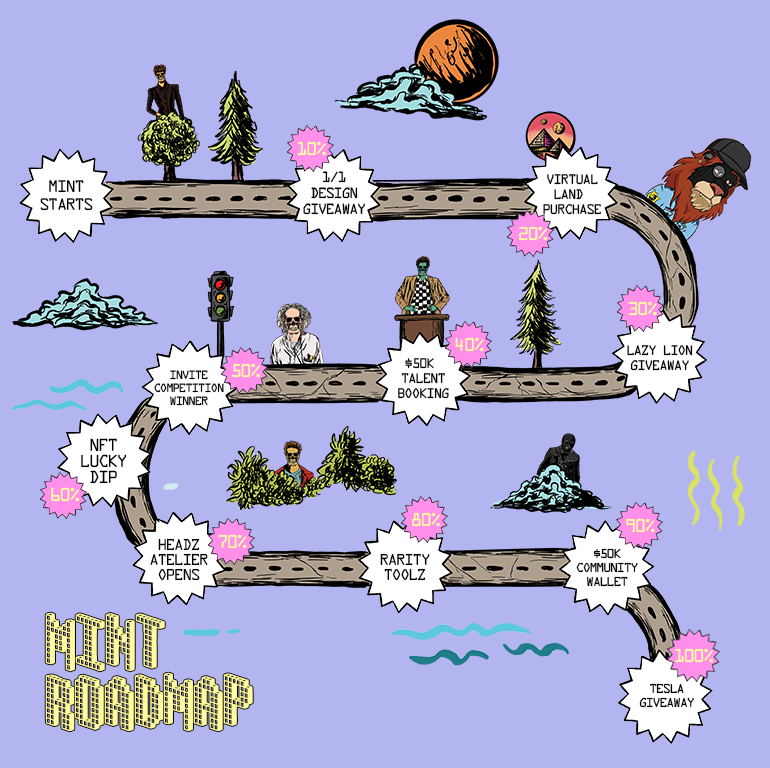 MINT
STARTS
10%
1/1
DESIGN
GIVEAWAY
VIRTUAL
LAND
PURCHASE
20%
30%
LAZY LION
GIVEAWAY
40%
$50K
TALENT
BOOKING
50%
INVITE
COMPETITION
WINNER
NFT
LUCKY
DIP
60%
HEADZ
ATELIER
OPENS
70%
80%
RARITY
TOOLZ
90%
$50K
COMMUNITY
WALLET
100%
TESLA
GIVEAWAY
MINT
ROADMAP